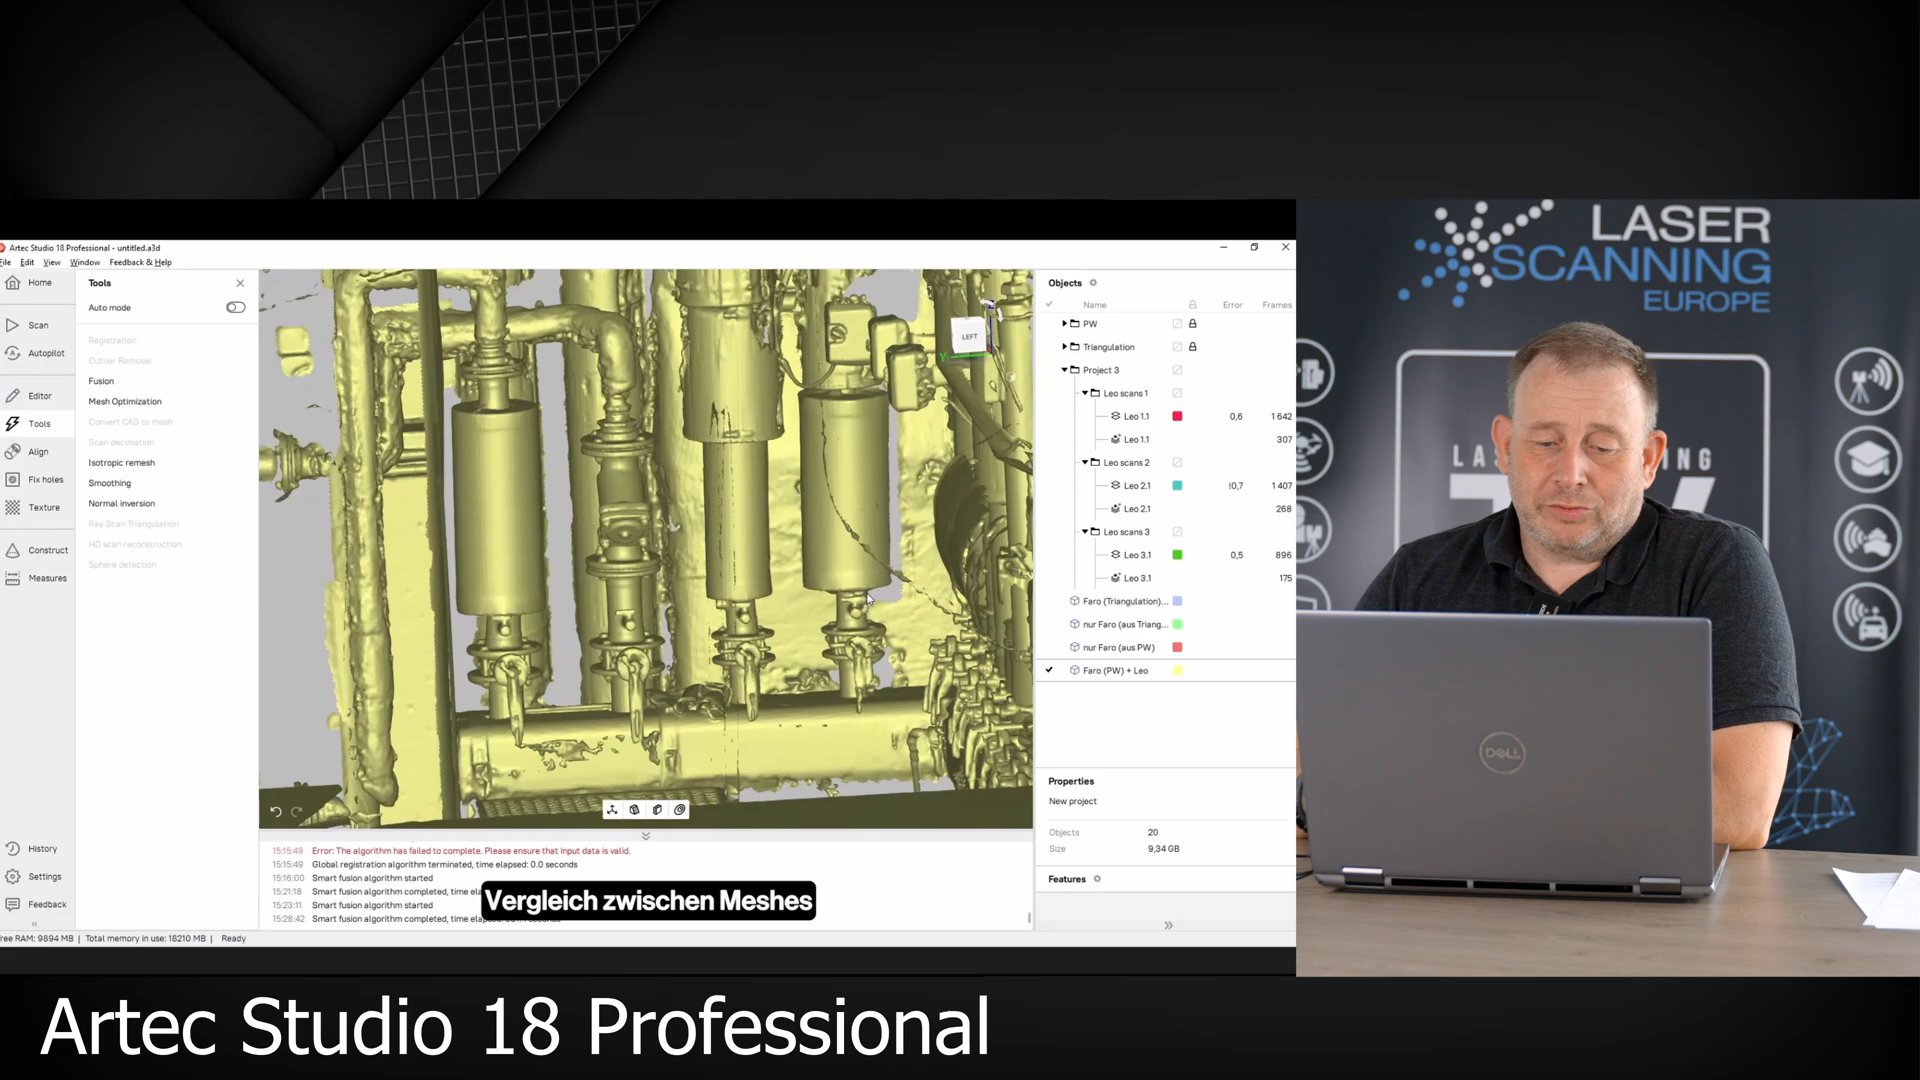 Artec Studio 18 Professional - untitled.a3d
File Edit View Window Feedback & Help
Home
Scan
Autopilot
Editor
Tools
Align
Fix holes
Texture
Construct
Measures
History
Settings
Feedback
Tools
Auto mode
Registration
Outlier Removal
Fusion
Mesh Optimization
Convert CAD to mesh
Scan decimation
Isotropic remesh
Smoothing
Normal inversion
Ray Scan Triangulation
HD scan reconstruction
Sphere detection
LEFT
Y
Objects
Name Error Frames
PW
Triangulation
Project 3
Leo scans 1
Leo 1.1 0,6 1 642
Leo 1.1 307
Leo scans 2
Leo 2.1 !0,7 1 407
Leo 2.1 268
Leo scans 3
Leo 3.1 0,5 896
Leo 3.1 175
Faro (Triangulation)...
nur Faro (aus Triang...
nur Faro (aus PW)
Faro (PW) + Leo
Properties
New project
Objects 20
Size 9,34 GB
Features
15:15:49 Error: The algorithm has failed to complete. Please ensure that input data is valid.
15:15:49 Global registration algorithm terminated, time elapsed: 0.0 seconds
15:16:00 Smart fusion algorithm started
15:21:18 Smart fusion algorithm completed, time
15:23:11 Smart fusion algorithm started
15:28:42 Smart fusion algorithm completed, time
Vergleich zwischen Meshes
ree RAM: 9894 MB | Total memory in use: 18210 MB | Ready
LASER
SCANNING
EUROPE
DELL
Artec Studio 18 Professional